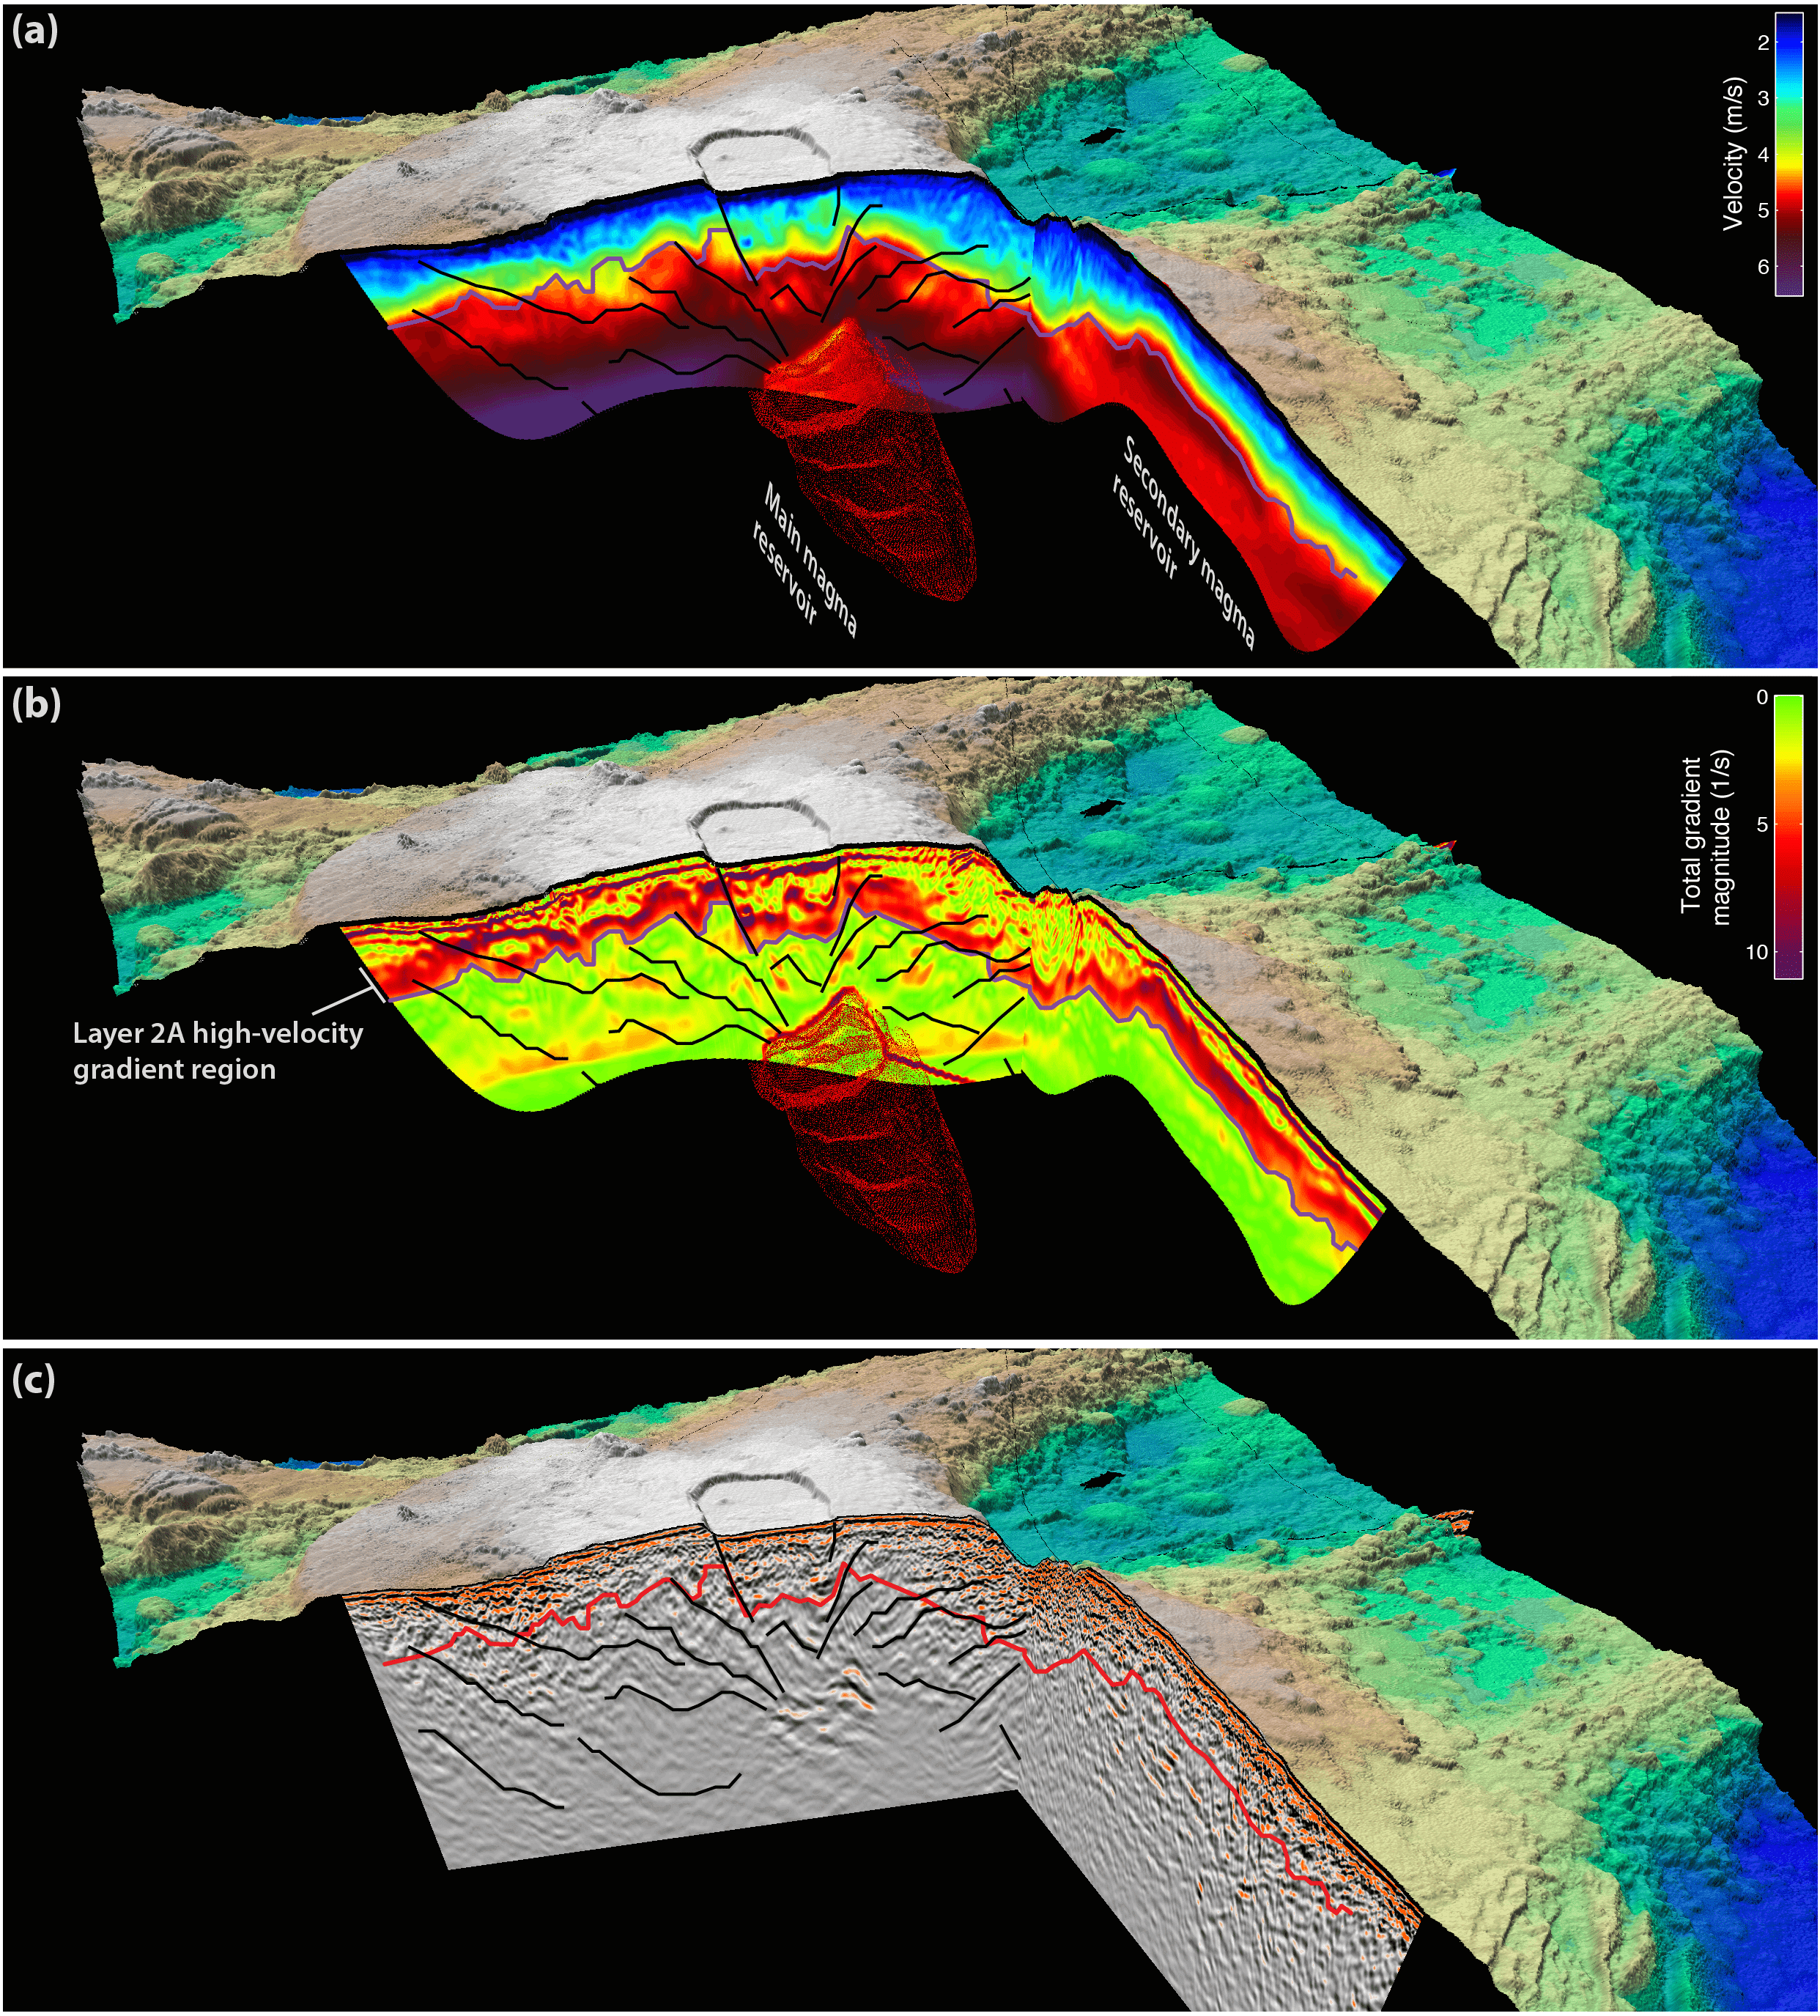 (a)
2
3
4
5
6
Velocity (m/s)
Main magma
reservoir
Secondary magma
reservoir
(b)
0
5
10
Total gradient
magnitude (1/s)
Layer 2A high-velocity
gradient region
(c)